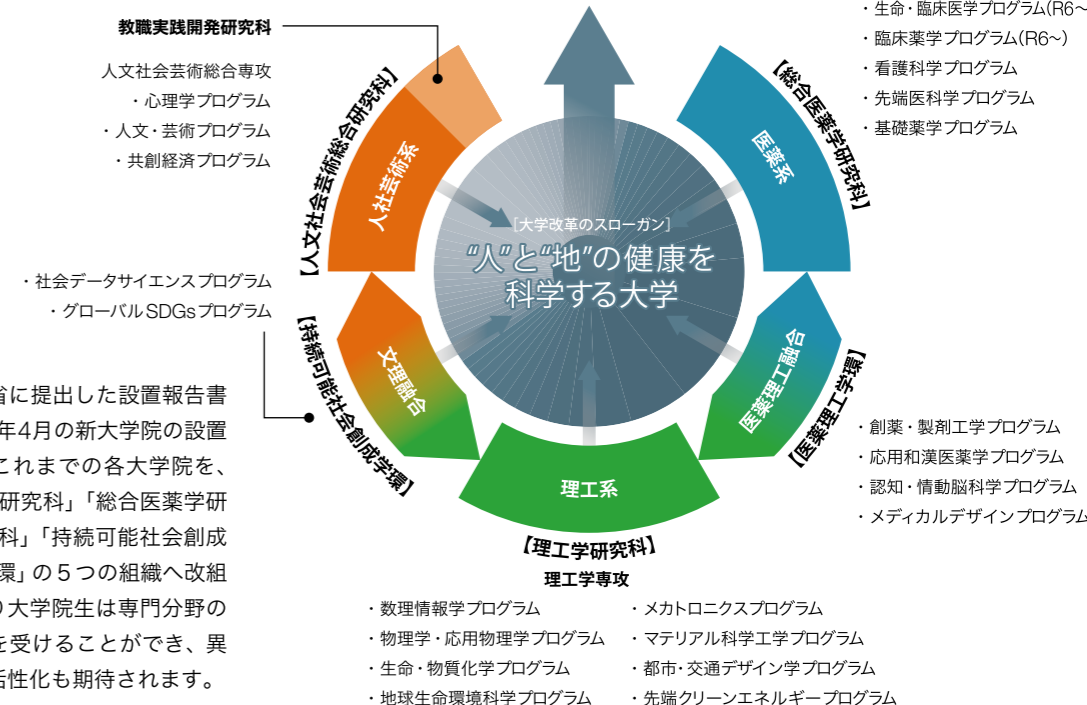 教職実践開発研究科
人文社会芸術総合専攻
・心理学プログラム
・人文・芸術プログラム
・共創経済プログラム
【人文社会芸術総合研究科】
人社芸術系
・生命・臨床医学プログラム(R6~
・臨床薬学プログラム(R6~)
・看護科学プログラム
・先端医科学プログラム
・基礎薬学プログラム
【総合医薬学研究科】
医薬系
[大学改革のスローガン]
“人”と“地”の健康を
科学する大学
・社会データサイエンスプログラム
・グローバルSDGsプログラム
【持続可能社会創成学環】
文理融合
医薬理工融合
【医薬理工学環】
・創薬・製剤工学プログラム
・応用和漢医薬学プログラム
・認知・情動脳科学プログラム
・メディカルデザインプログラム
省に提出した設置報告書
年4月の新大学院の設置
これまでの各大学院を、
研究科」「総合医薬学研
科」「持続可能社会創成
環」の5つの組織へ改組
り大学院生は専門分野の
を受けることができ、異
活性化も期待されます。
理工系
【理工学研究科】
理工学専攻
・数理情報学プログラム
・物理学・応用物理学プログラム
・生命・物質化学プログラム
・地球生命環境科学プログラム
・メカトロニクスプログラム
・マテリアル科学工学プログラム
・都市・交通デザイン学プログラム
・先端クリーンエネルギープログラム